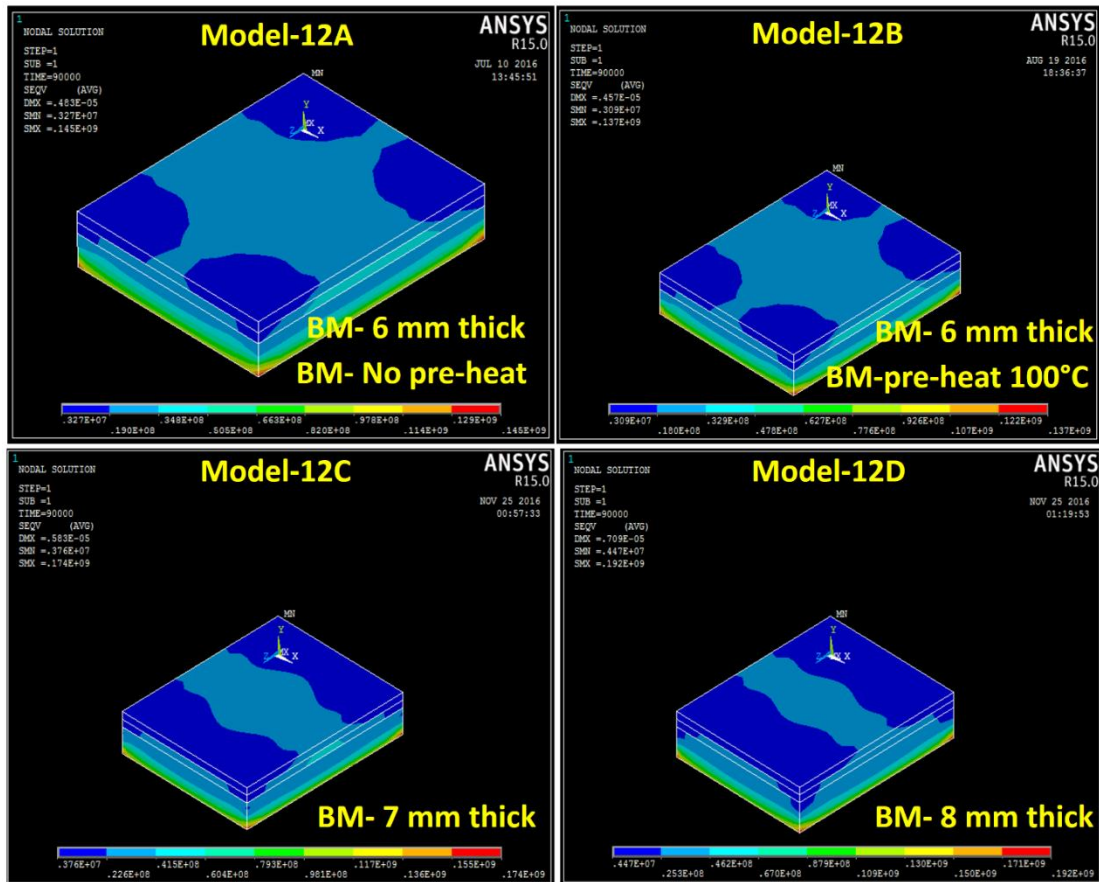 1
NODAL SOLUTION
Model-12A
ANSYS
R15.0
STEP=1
SUB =1
TIME=90000
SEQV (AVG)
DMX =.483E-05
SMN =.327E+07
SMX =.145E+09
JUL 10 2016
13:45:51
MN
Y
MX
Z X
BM- 6 mm thick
BM- No pre-heat
.327E+07 .348E+08 .663E+08 .978E+08 .129E+09
.190E+08 .505E+08 .820E+08 .114E+09 .145E+09
1
NODAL SOLUTION
Model-12B
ANSYS
R15.0
STEP=1
SUB =1
TIME=90000
SEQV (AVG)
DMX =.457E-05
SMN =.309E+07
SMX =.137E+09
AUG 19 2016
18:36:37
MN
Y
MX
Z X
BM- 6 mm thick
BM-pre-heat 100°C
.309E+07 .329E+08 .627E+08 .926E+08 .122E+09
.180E+08 .478E+08 .776E+08 .107E+09 .137E+09
1
NODAL SOLUTION
Model-12C
ANSYS
R15.0
STEP=1
SUB =1
TIME=90000
SEQV (AVG)
DMX =.583E-05
SMN =.376E+07
SMX =.174E+09
NOV 25 2016
00:57:33
MN
Y
MX
Z X
BM- 7 mm thick
.376E+07 .415E+08 .793E+08 .117E+09 .155E+09
.226E+08 .604E+08 .981E+08 .136E+09 .174E+09
1
NODAL SOLUTION
Model-12D
ANSYS
R15.0
STEP=1
SUB =1
TIME=90000
SEQV (AVG)
DMX =.709E-05
SMN =.447E+07
SMX =.192E+09
NOV 25 2016
01:19:53
MN
Y
MX
Z X
BM- 8 mm thick
.447E+07 .462E+08 .879E+08 .130E+09 .171E+09
.253E+08 .670E+08 .109E+09 .150E+09 .192E+09